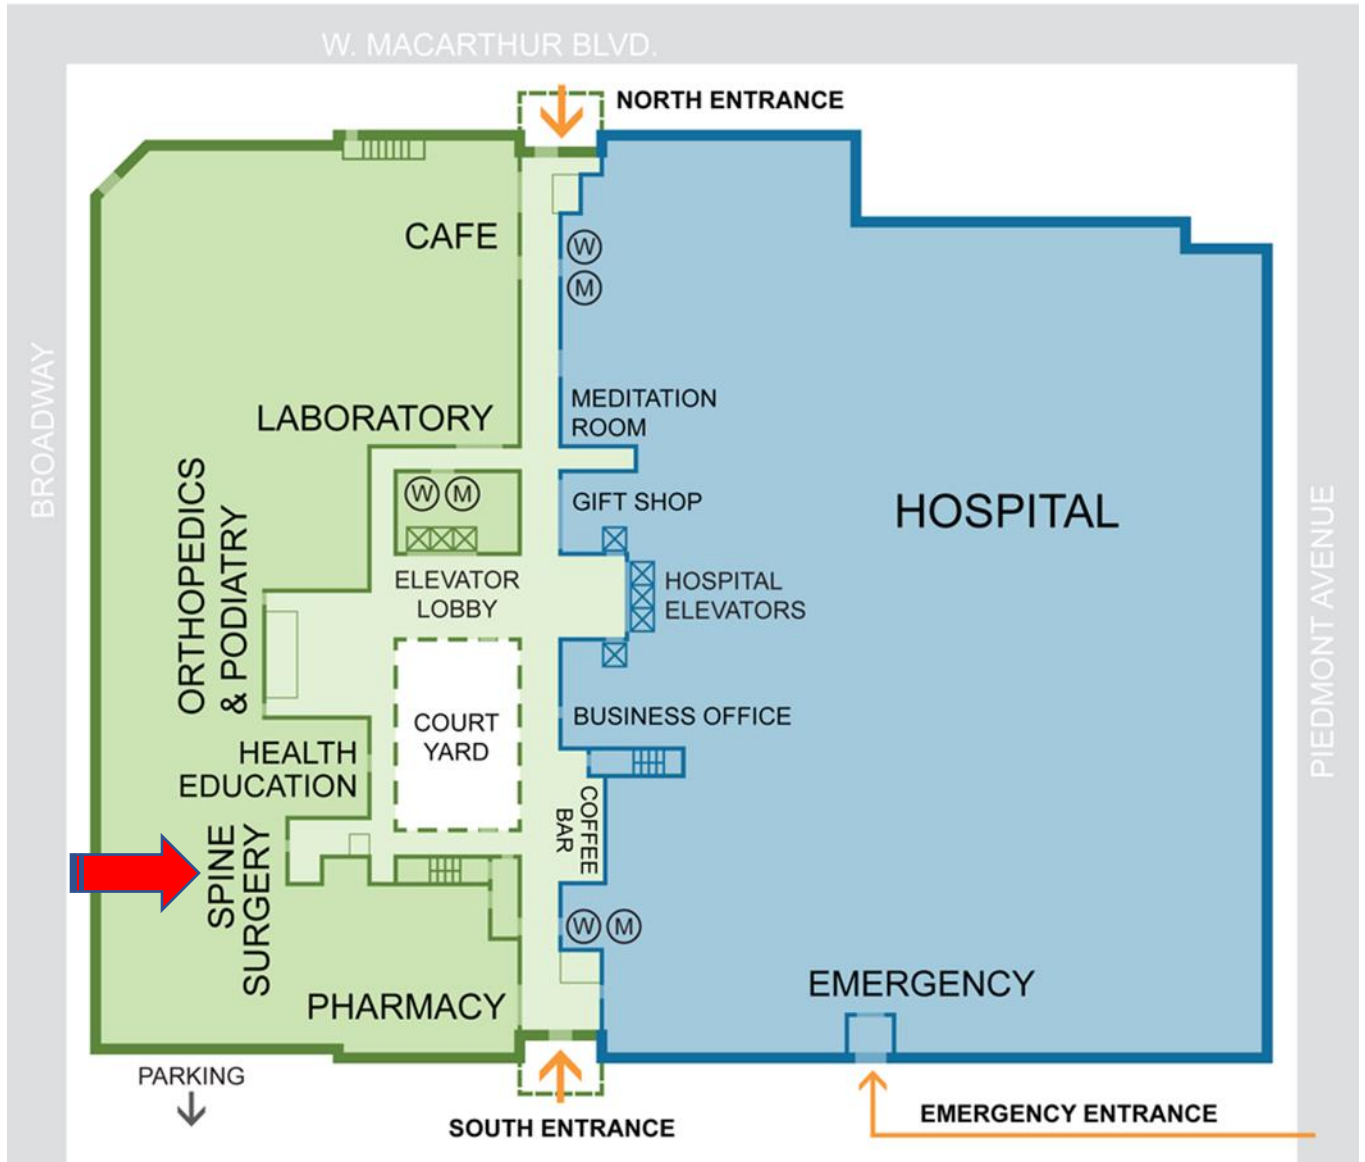 W. MACARTHUR BLVD.
NORTH ENTRANCE
CAFE
W
M
BROADWAY
LABORATORY
MEDITATION
ROOM
ORTHOPEDICS
& PODIATRY
W M
GIFT SHOP
HOSPITAL
ELEVATOR
LOBBY
HOSPITAL
ELEVATORS
PIEDMONT AVENUE
COURT
YARD
BUSINESS OFFICE
HEALTH
EDUCATION
COFFEE
BAR
SPINE
SURGERY
W M
PHARMACY
EMERGENCY
PARKING
SOUTH ENTRANCE
EMERGENCY ENTRANCE